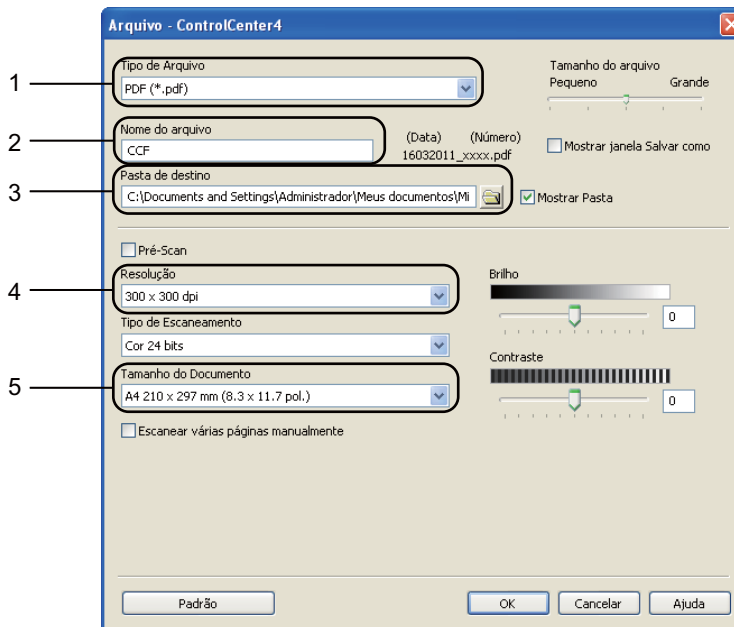 Arquivo - ControlCenter4
Tipo de Arquivo
Tamanho do arquivo
1
PDF (*.pdf)
Pequeno Grande
Nome do arquivo
2
CCF
(Data) (Número)
16032011_xxxx.pdf
Mostrar janela Salvar como
Pasta de destino
3
C:\Documents and Settings\Administrador\Meus documentos\Mi
Mostrar Pasta
Pré-Scan
Resolução
Brilho
4
300 x 300 dpi
0
Tipo de Escaneamento
Cor 24 bits
Contraste
Tamanho do Documento
5
A4 210 x 297 mm (8.3 x 11.7 pol.)
0
Escanear várias páginas manualmente
Padrão OK Cancelar Ajuda